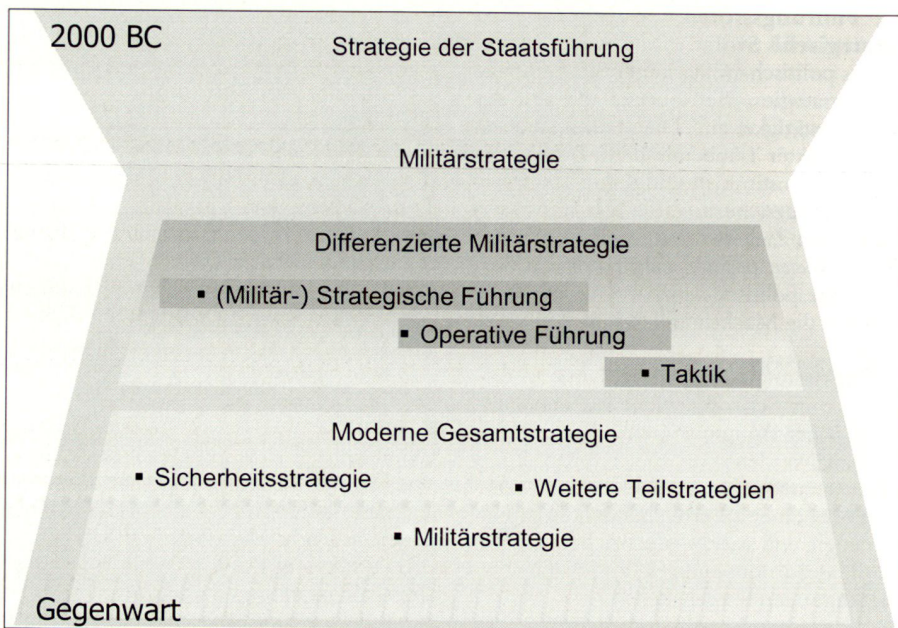 2000 BC
Strategie der Staatsführung
Militärstrategie
Differenzierte Militärstrategie
▪ (Militär-) Strategische Führung
▪ Operative Führung
▪ Taktik
Moderne Gesamtstrategie
▪ Sicherheitsstrategie
▪ Weitere Teilstrategien
▪ Militärstrategie
Gegenwart